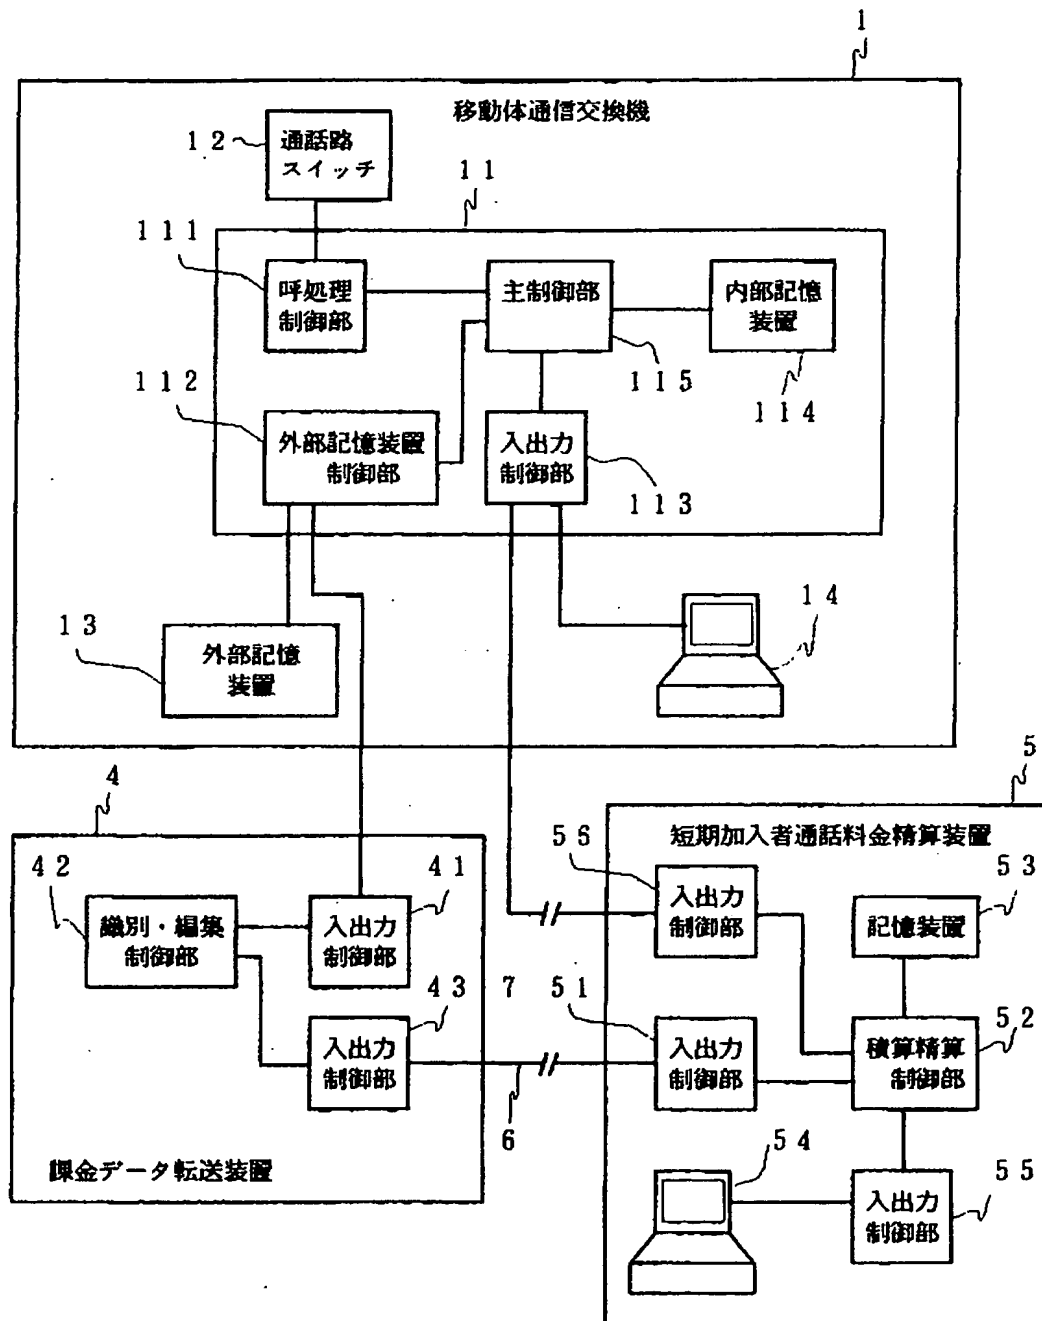 1
移動体通信交換機
12
通話路
スイッチ
11
111
呼処理
制御部
主制御部
内部記憶
装置
115
114
112
外部記憶装置
制御部
入出力
制御部
113
13
外部記憶
装置
14
4
5
短期加入者通話料金精算装置
42
識別・編集
制御部
41
入出力
制御部
56
入出力
制御部
53
記憶装置
43
入出力
制御部
7
6
51
入出力
制御部
52
積算精算
制御部
課金データ転送装置
54
55
入出力
制御部